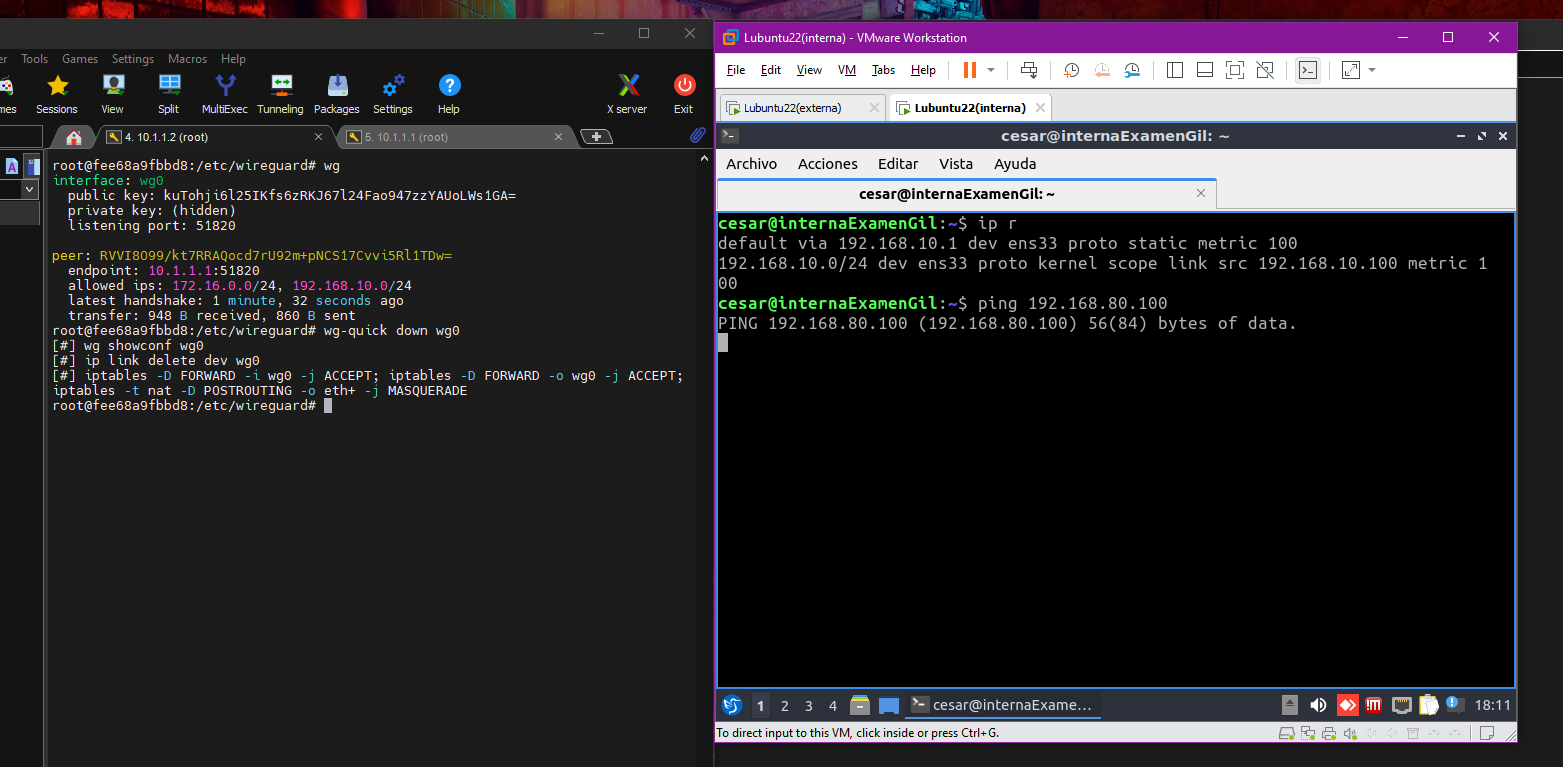 Tools Games Settings Macros Help
Sessions View Split MultiExec Tunneling Packages Settings Help X server Exit
4. 10.1.1.2 (root)
5. 10.1.1.1 (root)
root@fee68a9fbbd8:/etc/wireguard# wg
interface: wg0
public key: kuTohji6l25IKfs6zRKJ67l24Fao947zzYAUoLWs1GA=
private key: (hidden)
listening port: 51820
peer: RVVI8O99/kt7RRAQocd7rU92m+pNCS17Cvvi5Rl1TDw=
endpoint: 10.1.1.1:51820
allowed ips: 172.16.0.0/24, 192.168.10.0/24
latest handshake: 1 minute, 32 seconds ago
transfer: 948 B received, 860 B sent
root@fee68a9fbbd8:/etc/wireguard# wg-quick down wg0
[#] wg showconf wg0
[#] ip link delete dev wg0
[#] iptables -D FORWARD -i wg0 -j ACCEPT; iptables -D FORWARD -o wg0 -j ACCEPT;
iptables -t nat -D POSTROUTING -o eth+ -j MASQUERADE
root@fee68a9fbbd8:/etc/wireguard#
Lubuntu22(interna) - VMware Workstation
File Edit View VM Tabs Help
Lubuntu22(externa)
Lubuntu22(interna)
cesar@internaExamenGil: ~
Archivo Acciones Editar Vista Ayuda
cesar@internaExamenGil: ~
cesar@internaExamenGil:~$ ip r
default via 192.168.10.1 dev ens33 proto static metric 100
192.168.10.0/24 dev ens33 proto kernel scope link src 192.168.10.100 metric 1
00
cesar@internaExamenGil:~$ ping 192.168.80.100
PING 192.168.80.100 (192.168.80.100) 56(84) bytes of data.
1 2 3 4 cesar@internaExame... 18:11
To direct input to this VM, click inside or press Ctrl+G.